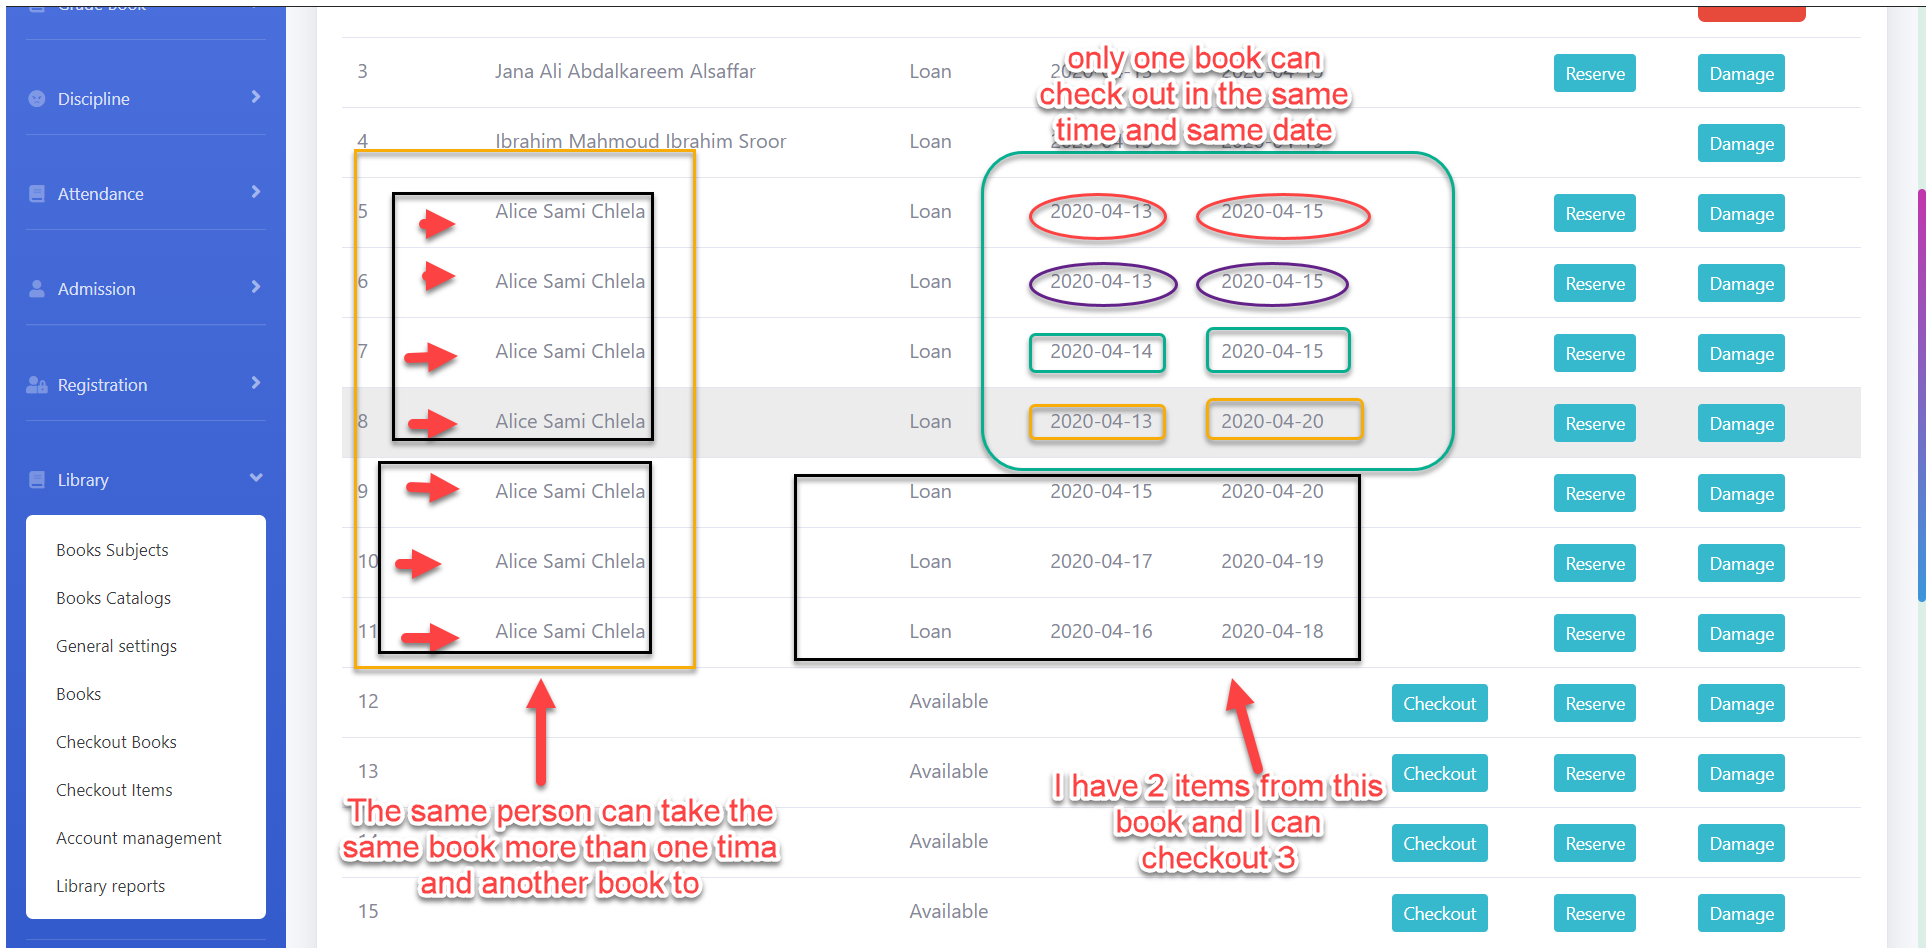 Grade Book
Discipline
Attendance
Admission
Registration
Library
Books Subjects
Books Catalogs
General settings
Books
Checkout Books
Checkout Items
Account management
Library reports
only one book can
check out in the same
time and same date
3 Jana Ali Abdalkareem Alsaffar Loan Reserve Damage
4 Ibrahim Mahmoud Ibrahim Sroor Loan Damage
5 Alice Sami Chlela Loan 2020-04-13 2020-04-15 Reserve Damage
6 Alice Sami Chlela Loan 2020-04-13 2020-04-15 Reserve Damage
7 Alice Sami Chlela Loan 2020-04-14 2020-04-15 Reserve Damage
8 Alice Sami Chlela Loan 2020-04-13 2020-04-20 Reserve Damage
9 Alice Sami Chlela Loan 2020-04-15 2020-04-20 Reserve Damage
10 Alice Sami Chlela Loan 2020-04-17 2020-04-19 Reserve Damage
11 Alice Sami Chlela Loan 2020-04-16 2020-04-18 Reserve Damage
12 Available Checkout Reserve Damage
13 Available Checkout Reserve Damage
Available Checkout Reserve Damage
15 Available Checkout Reserve Damage
The same person can take the
same book more than one tima
and another book to
I have 2 items from this
book and I can
checkout 3